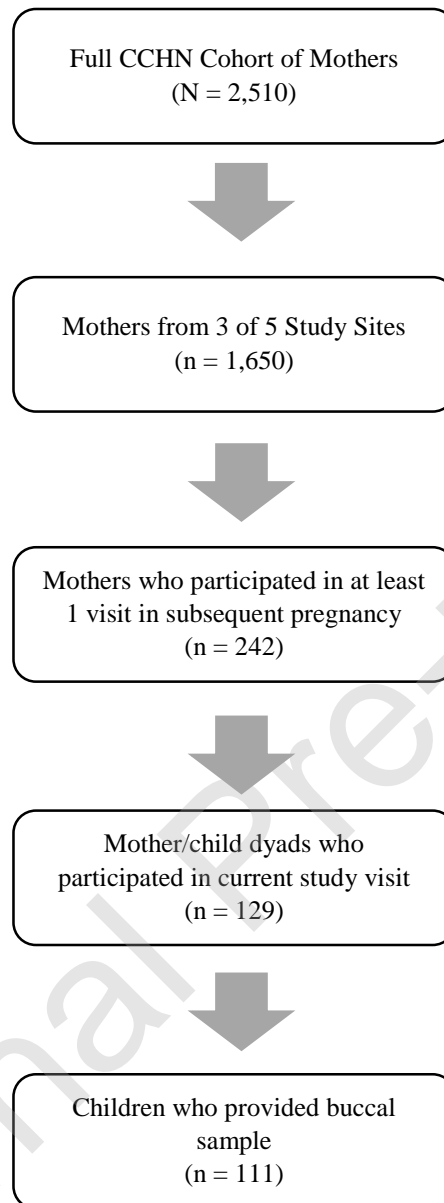 Full CCHN Cohort of Mothers
(N = 2,510)
Mothers from 3 of 5 Study Sites
(n = 1,650)
Mothers who participated in at least
1 visit in subsequent pregnancy
(n = 242)
Mother/child dyads who
participated in current study visit
(n = 129)
Children who provided buccal
sample
(n = 111)